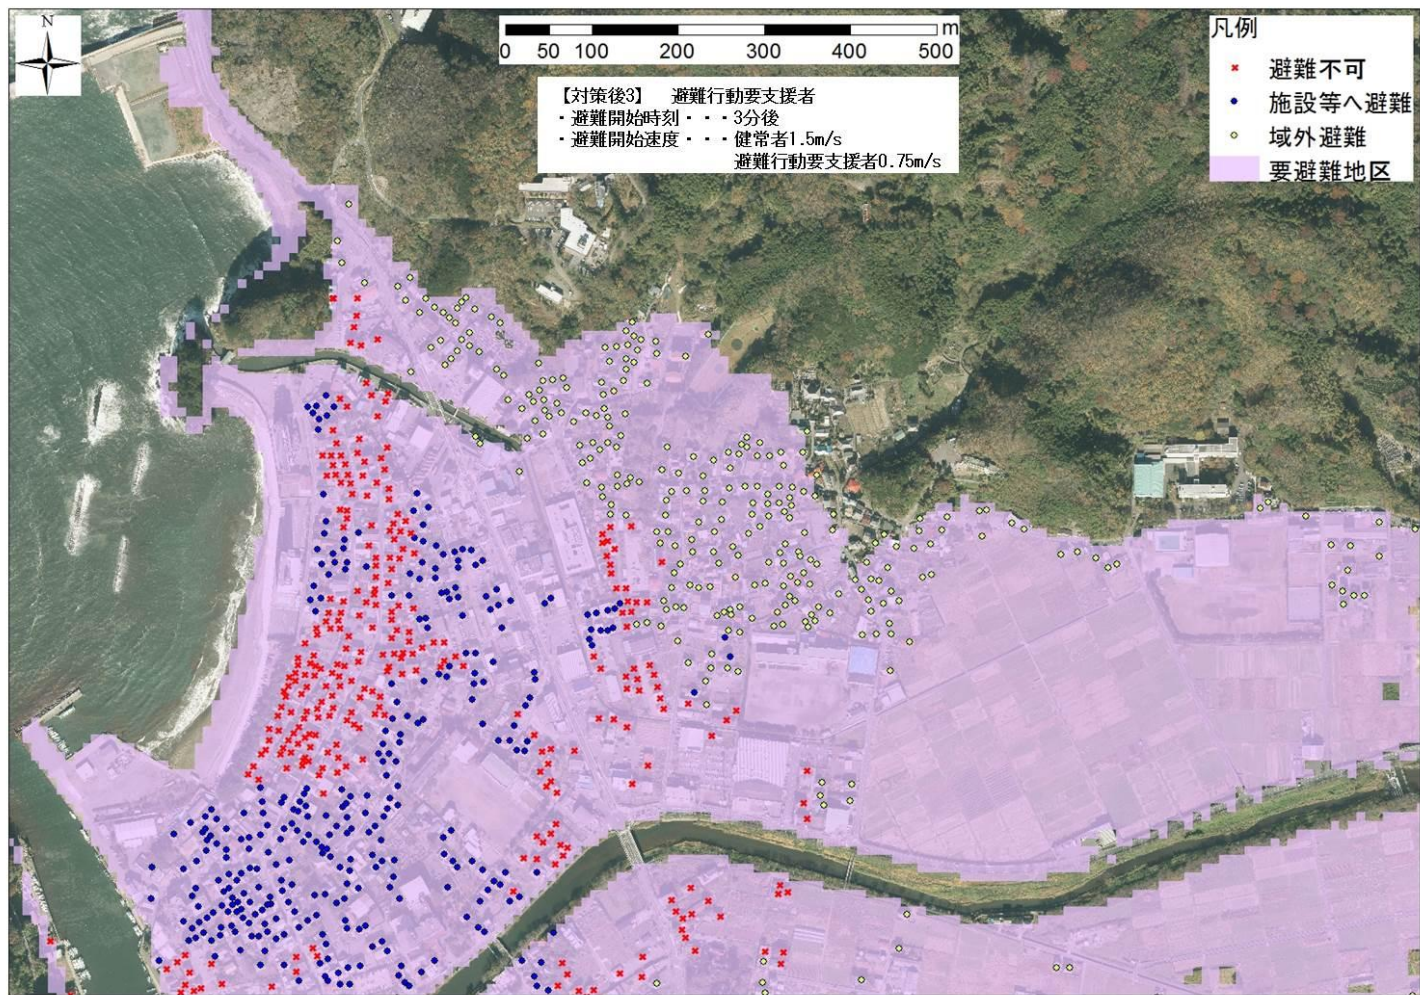 N
0 50 100 200 300 400 500 m
【対策後3】 避難行動要支援者
・避難開始時刻・・・3分後
・避難開始速度・・・健常者1.5m/s
避難行動要支援者0.75m/s
凡例
避難不可
施設等へ避難
域外避難
要避難地区